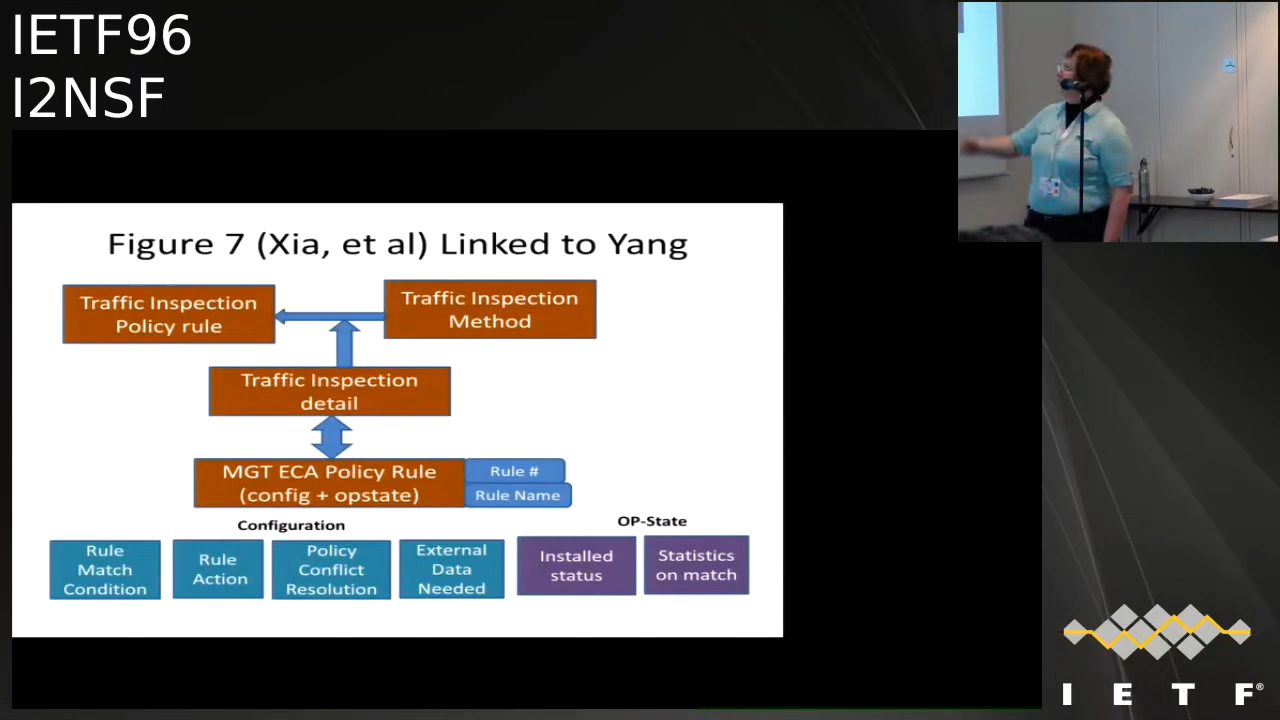 IETF96
I2NSF
Figure 7 (Xia, et al) Linked to Yang
Traffic Inspection
Policy rule
Traffic Inspection
Method
Traffic Inspection
detail
MGT ECA Policy Rule
(config + opstate)
Rule #
Rule Name
Configuration
OP-State
Rule
Match
Condition
Rule
Action
Policy
Conflict
Resolution
External
Data
Needed
Installed
status
Statistics
on match
I E T F®